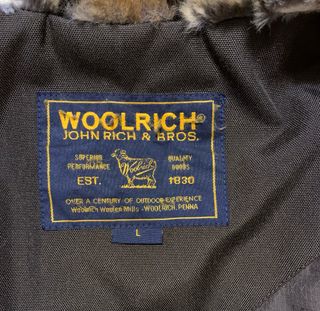 WOOLRICH®
JOHN RICH & BROS.
SUPERIOR PERFORMANCE
Woolrich
QUALITY GOODS
EST. 1830
OVER A CENTURY OF OUTDOOR EXPERIENCE
Woolrich Woolen Mills - WOOLRICH, PENNA
L